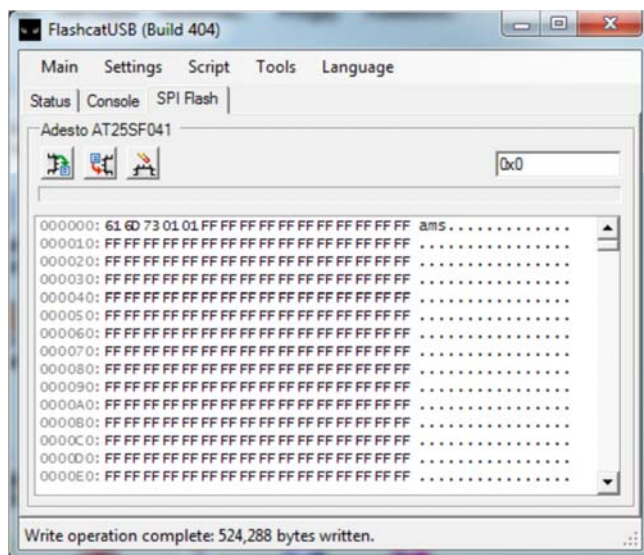 FlashcatUSB (Build 404)
Main Settings Script Tools Language
Status Console SPI Flash
Adesto AT25SF041
0x0
000000: 61 6D 73 01 01 FF FF FF FF FF FF FF FF FF FF FF ams.............
000010: FF FF FF FF FF FF FF FF FF FF FF FF FF FF FF FF ................
000020: FF FF FF FF FF FF FF FF FF FF FF FF FF FF FF FF ................
000030: FF FF FF FF FF FF FF FF FF FF FF FF FF FF FF FF ................
000040: FF FF FF FF FF FF FF FF FF FF FF FF FF FF FF FF ................
000050: FF FF FF FF FF FF FF FF FF FF FF FF FF FF FF FF ................
000060: FF FF FF FF FF FF FF FF FF FF FF FF FF FF FF FF ................
000070: FF FF FF FF FF FF FF FF FF FF FF FF FF FF FF FF ................
000080: FF FF FF FF FF FF FF FF FF FF FF FF FF FF FF FF ................
000090: FF FF FF FF FF FF FF FF FF FF FF FF FF FF FF FF ................
0000A0: FF FF FF FF FF FF FF FF FF FF FF FF FF FF FF FF ................
0000B0: FF FF FF FF FF FF FF FF FF FF FF FF FF FF FF FF ................
0000C0: FF FF FF FF FF FF FF FF FF FF FF FF FF FF FF FF ................
0000D0: FF FF FF FF FF FF FF FF FF FF FF FF FF FF FF FF ................
0000E0: FF FF FF FF FF FF FF FF FF FF FF FF FF FF FF FF ................
Write operation complete: 524,288 bytes written.